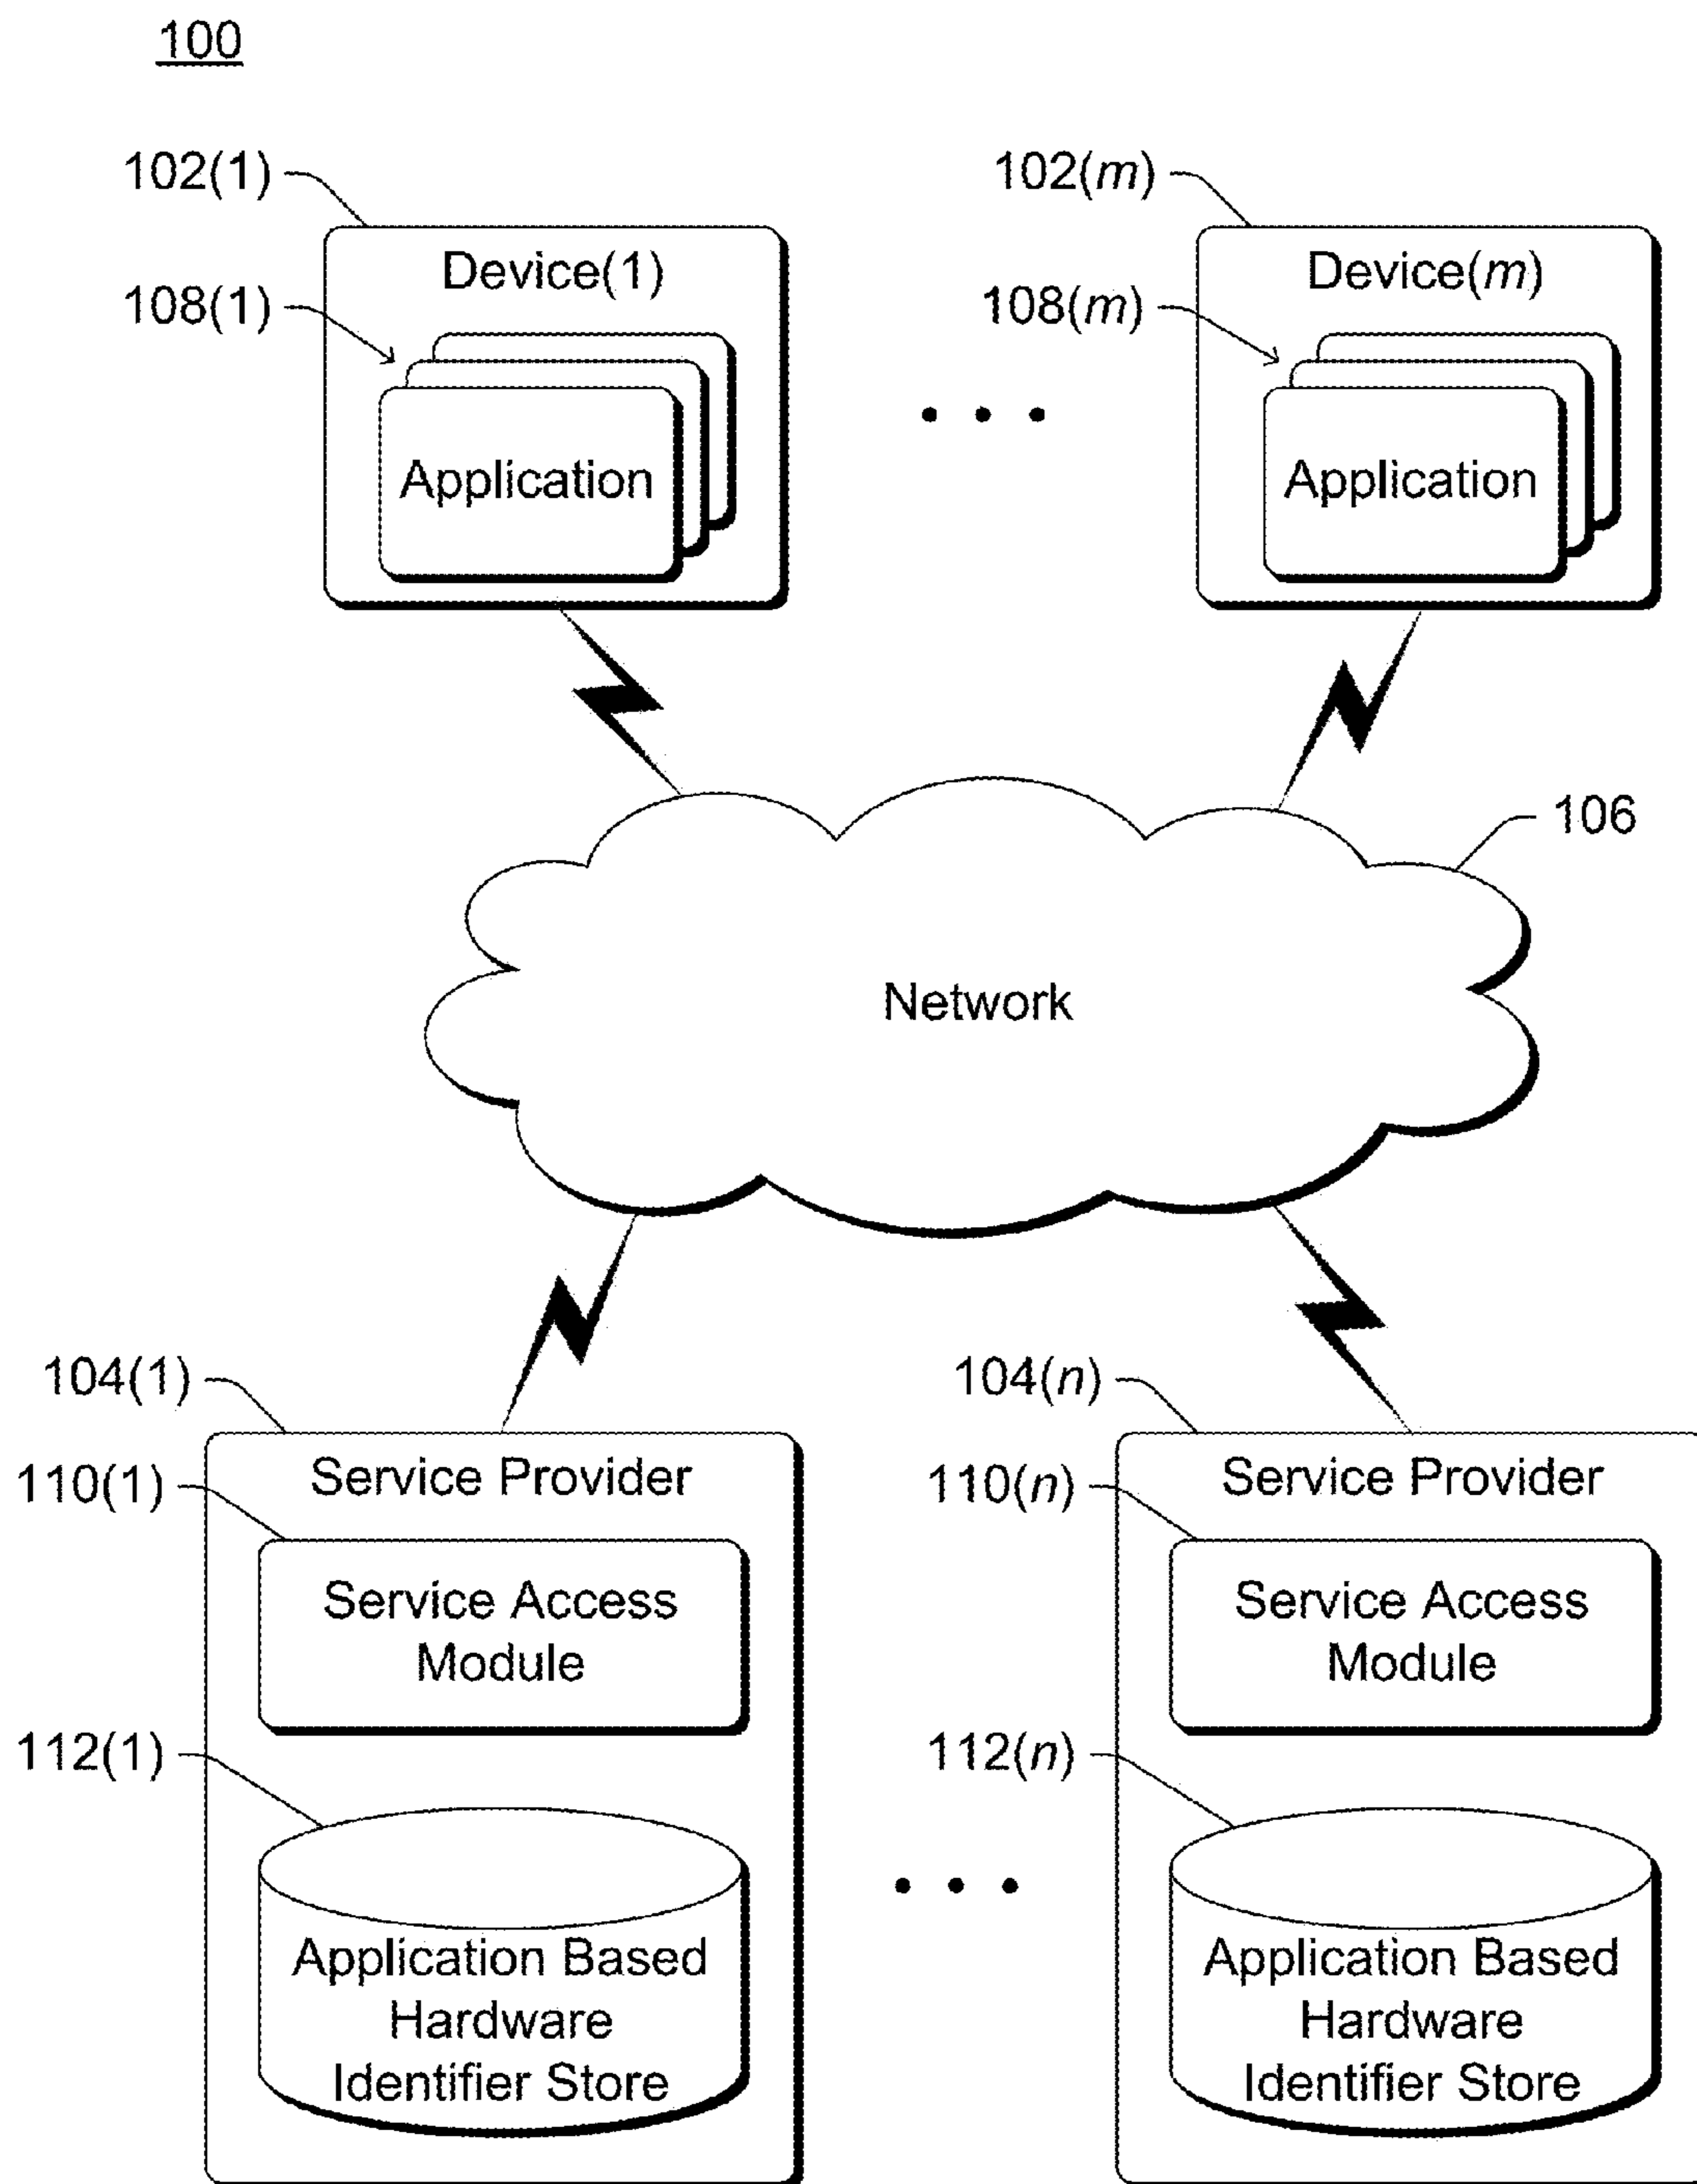 100
102(1)
102(m)
Device(1)
Device(m)
108(1)
108(m)
Application
Application
106
Network
104(1)
104(n)
Service Provider
Service Provider
110(1)
110(n)
Service Access
Module
Service Access
Module
112(1)
112(n)
Application Based
Hardware
Identifier Store
Application Based
Hardware
Identifier Store